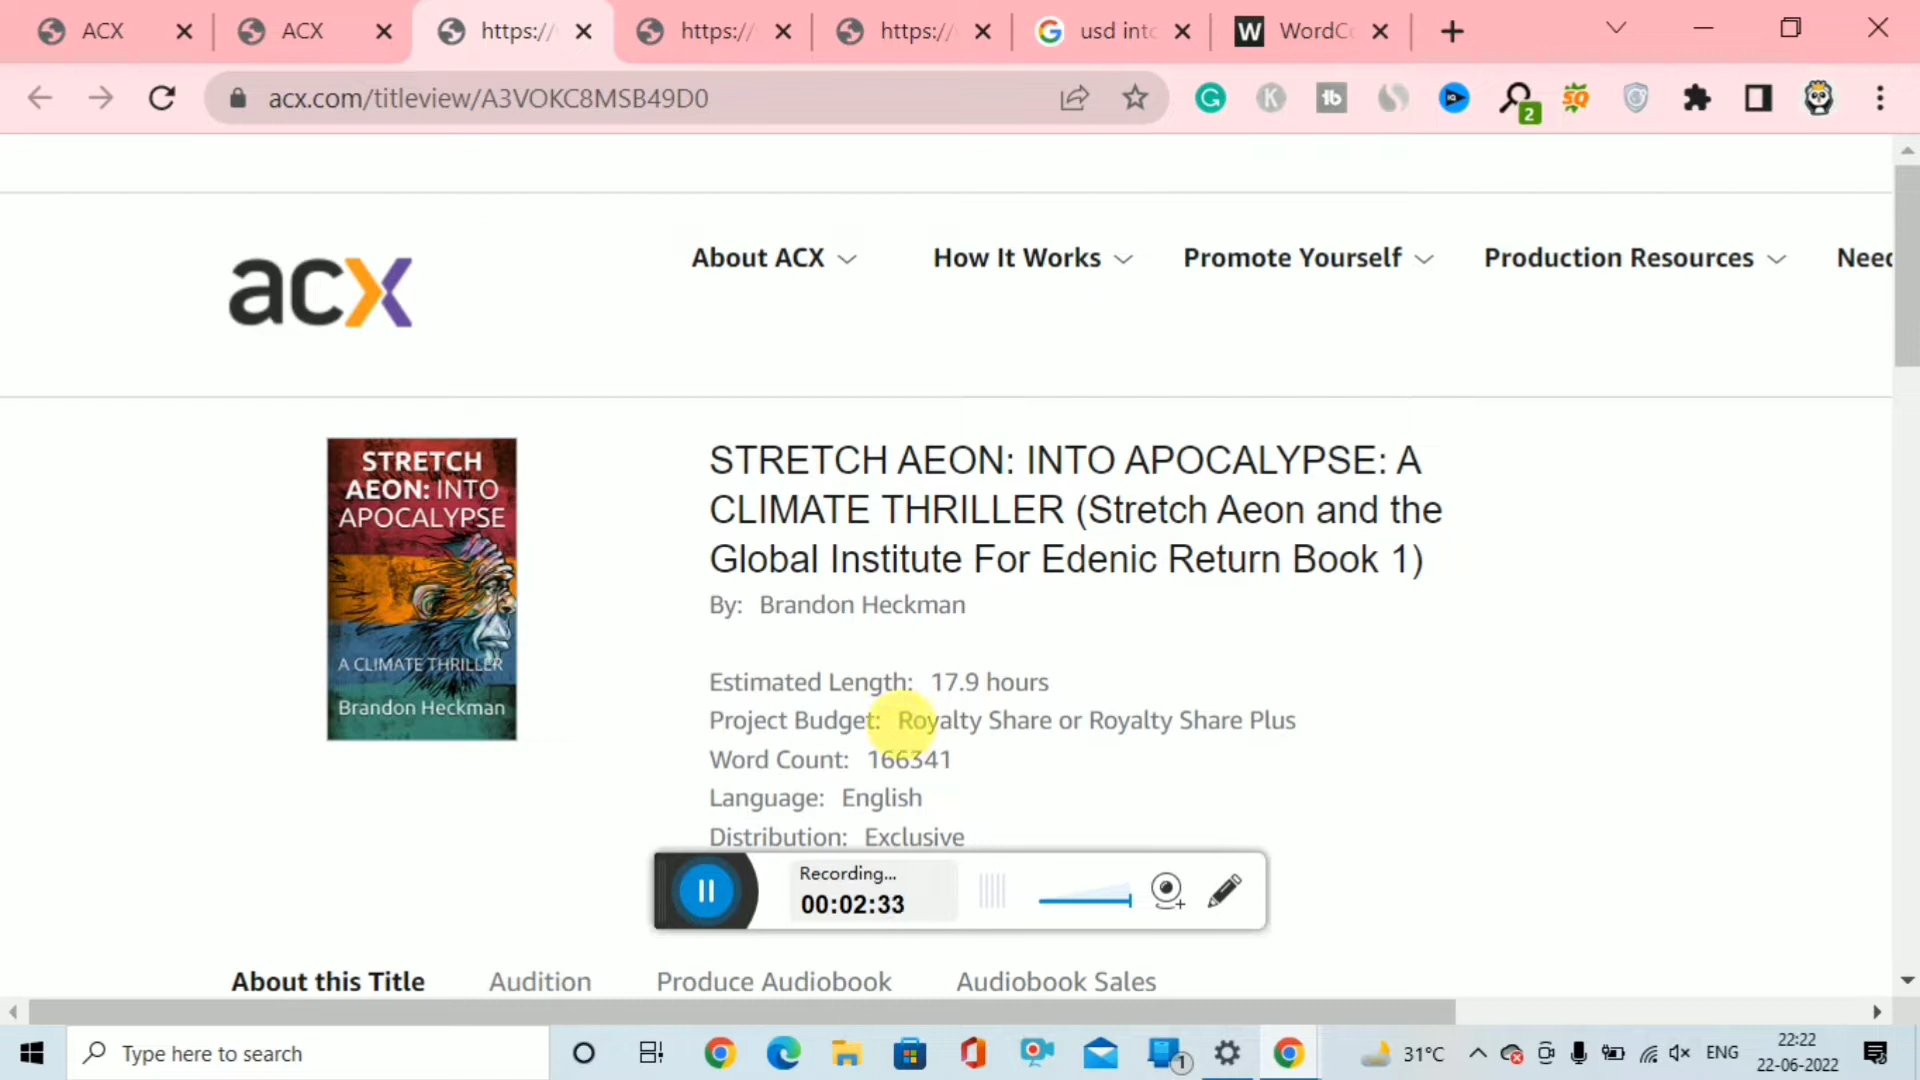 ACX
ACX
https://
https://
https://
usd into
WordC
acx.com/titleview/A3VOKC8MSB49D0
2
acx
About ACX
How It Works
Promote Yourself
Production Resources
Need
STRETCH
AEON: INTO
APOCALYPSE
A CLIMATE THRILLER
Brandon Heckman
STRETCH AEON: INTO APOCALYPSE: A
CLIMATE THRILLER (Stretch Aeon and the
Global Institute For Edenic Return Book 1)
By: Brandon Heckman
Estimated Length: 17.9 hours
Project Budget: Royalty Share or Royalty Share Plus
Word Count: 166341
Language: English
Distribution: Exclusive
Recording...
00:02:33
About this Title
Audition
Produce Audiobook
Audiobook Sales
Type here to search
1
31°C
ENG
22:22
22-06-2022